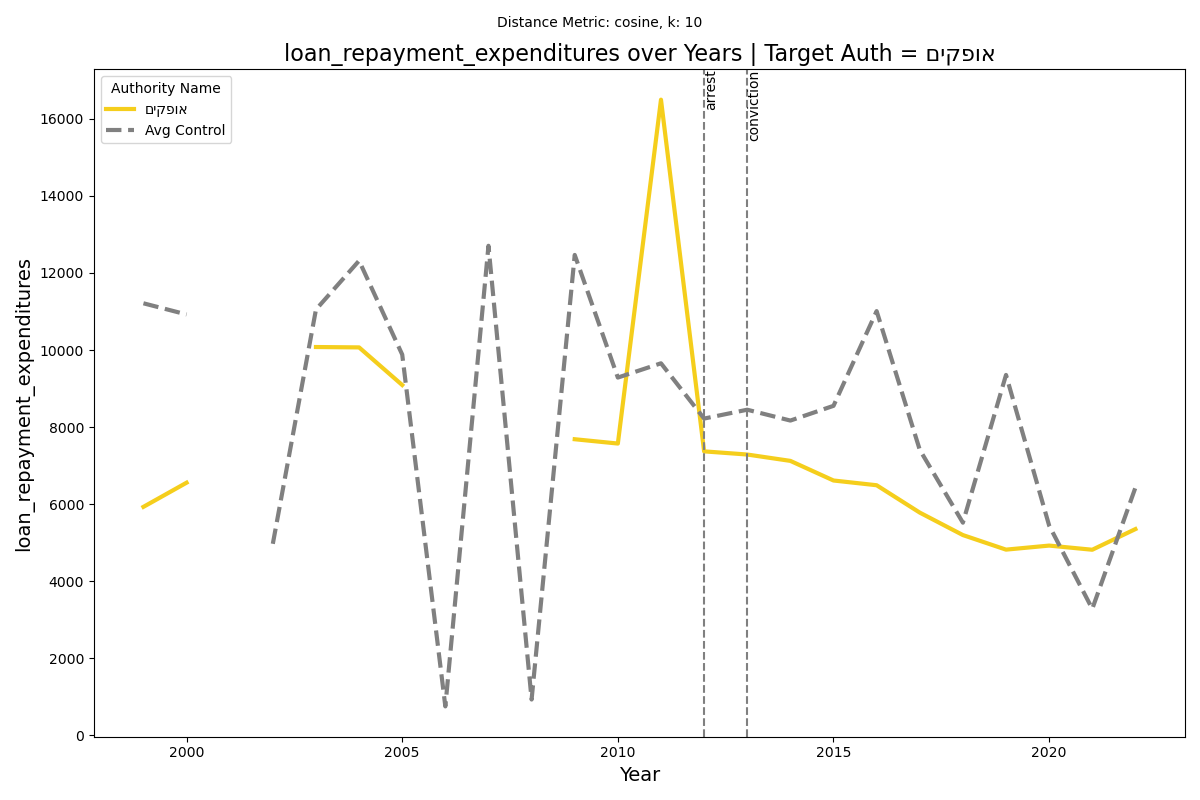 Distance Metric: cosine, k: 10
loan_repayment_expenditures over Years | Target Auth = אופקים
Authority Name
אופקים
Avg Control
arrest
conviction
loan_repayment_expenditures
16000
14000
12000
10000
8000
6000
4000
2000
0
2000
2005
2010
2015
2020
Year